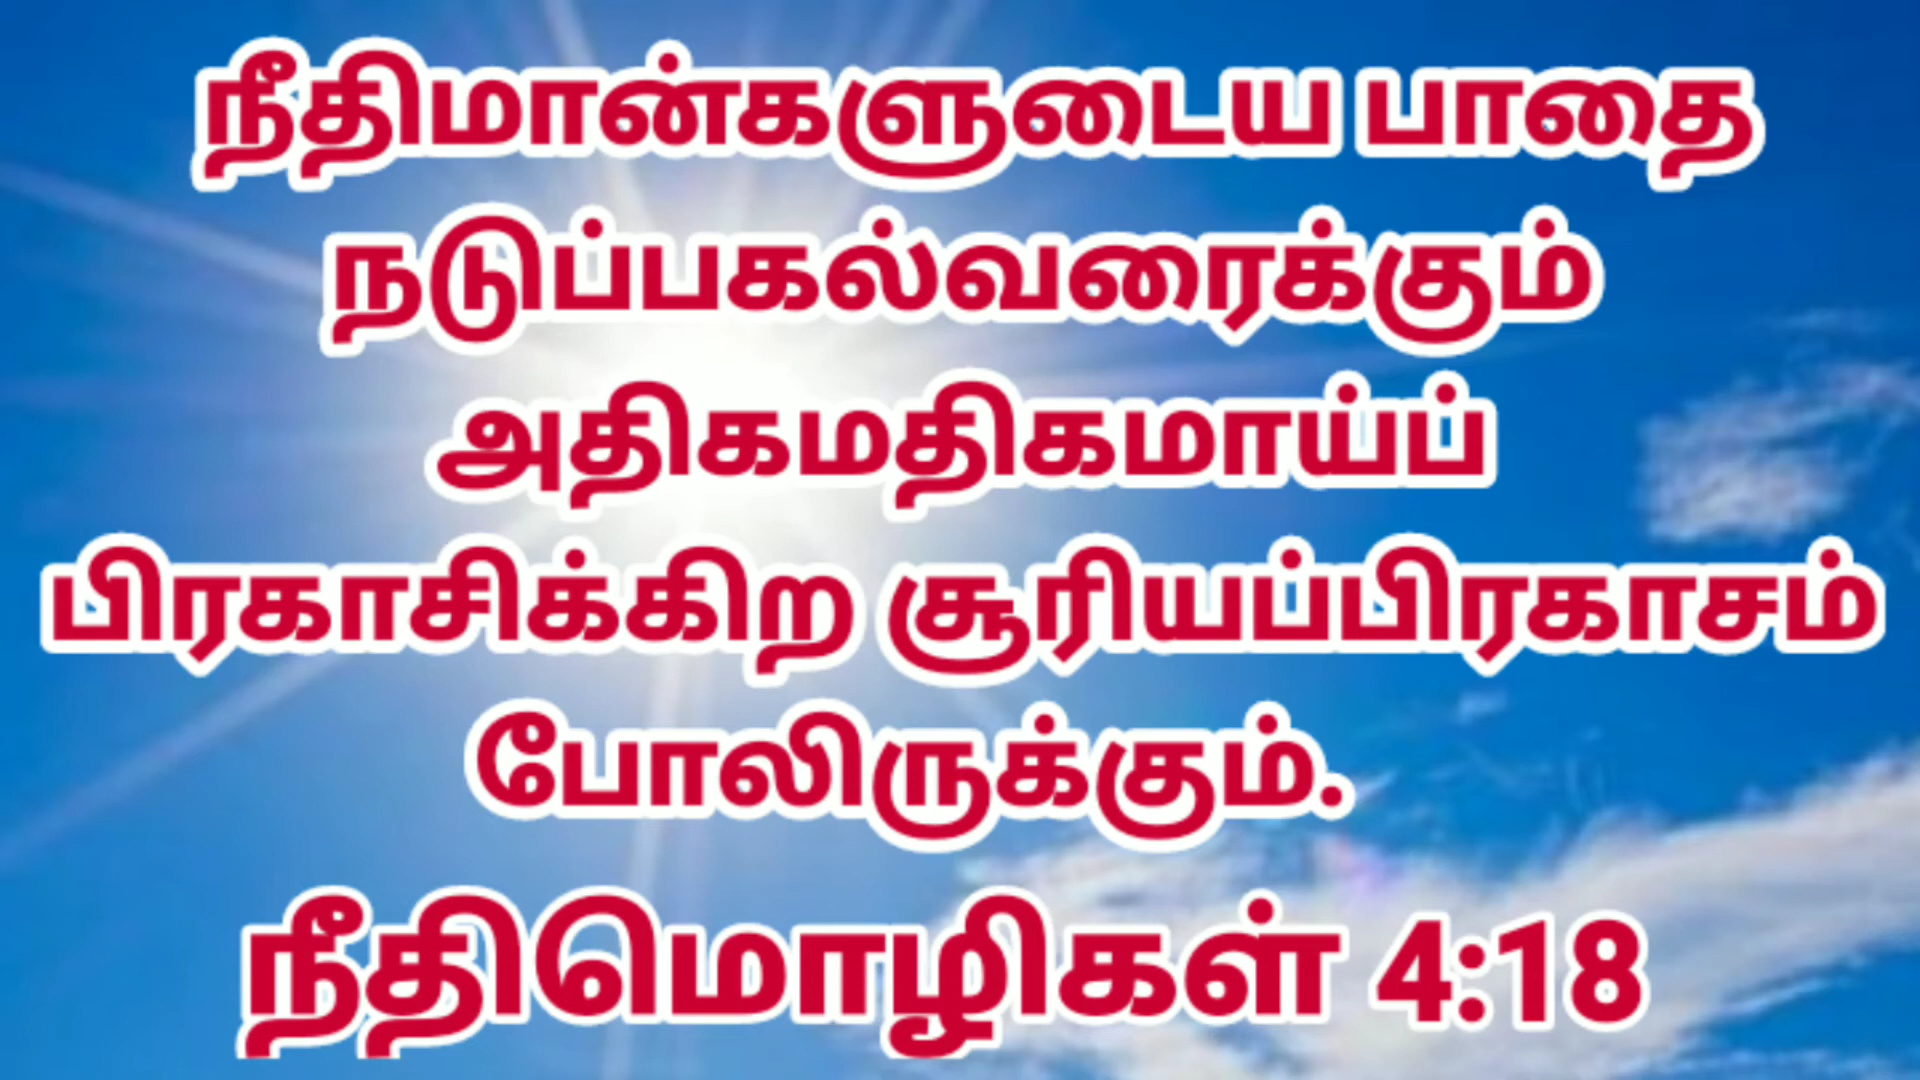 நீதிமான்களுடைய பாதை
நடுப்பகல்வரைக்கும்
அதிகமதிகமாய்ப்
பிரகாசிக்கிற சூரியப்பிரகாசம்
போலிருக்கும்.
நீதிமொழிகள் 4:18